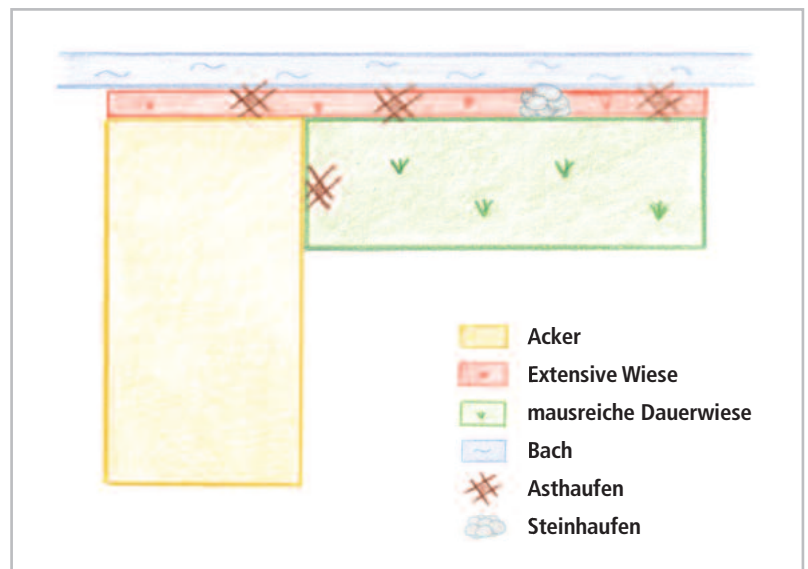 Acker
Extensive Wiese
mausreiche Dauerwiese
Bach
Asthaufen
Steinhaufen